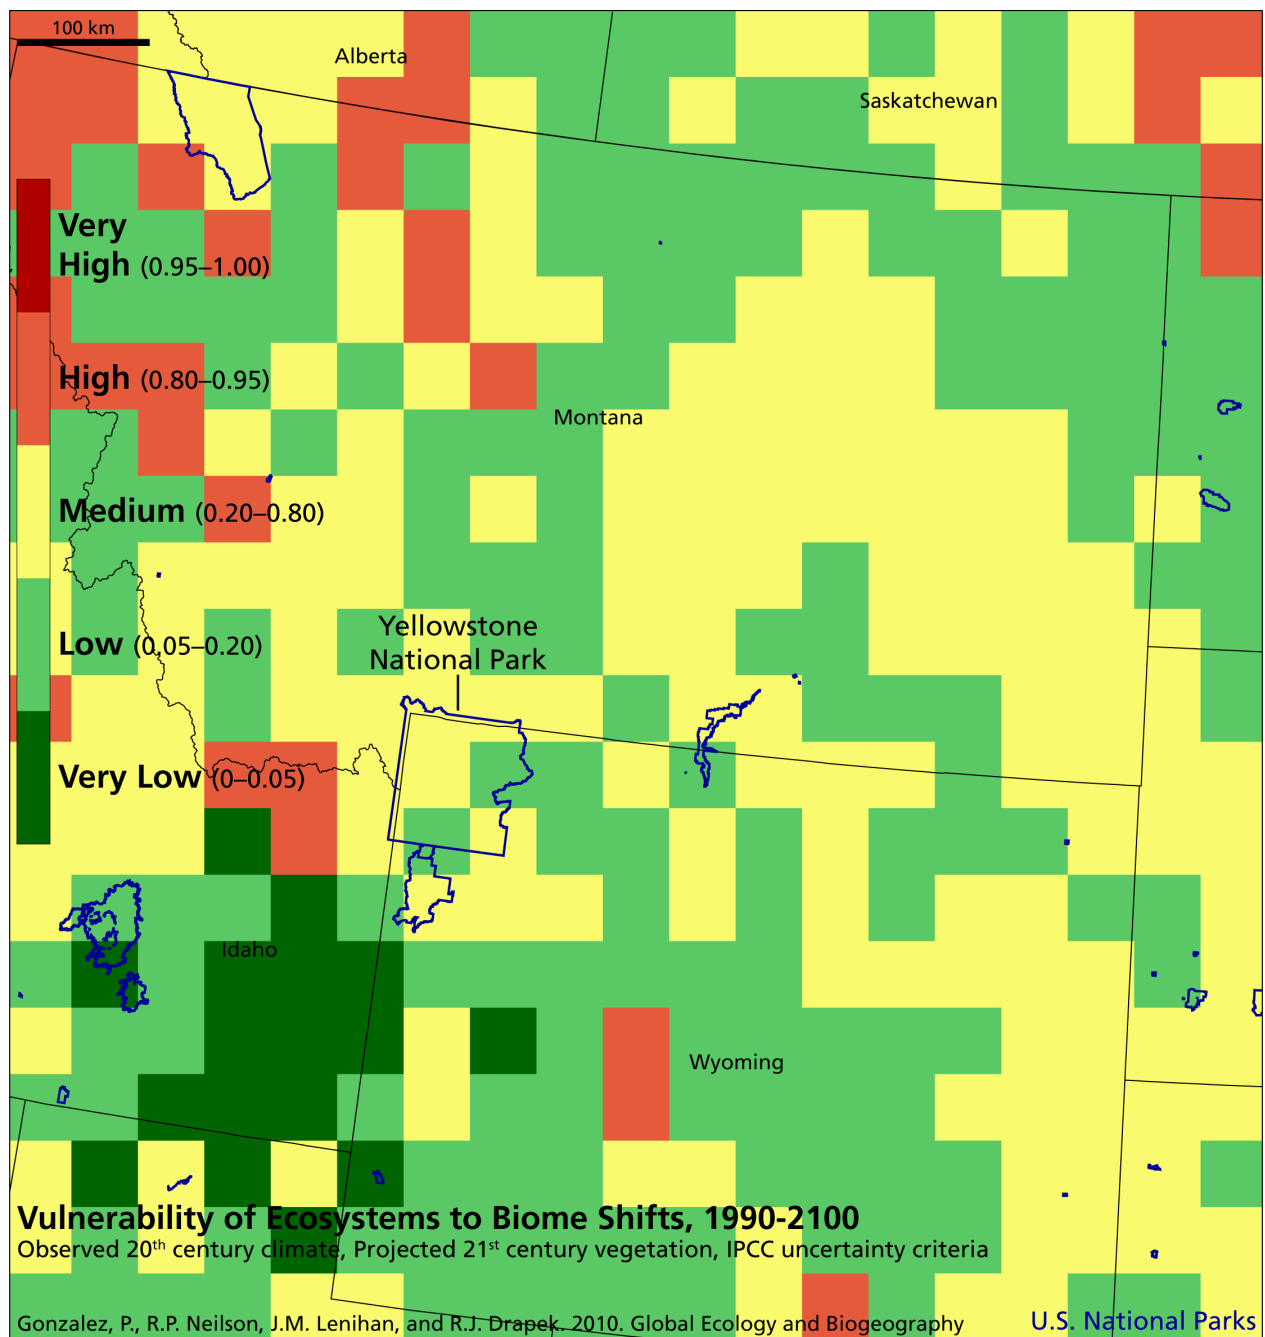 100 km
Alberta
Saskatchewan
Very
High (0.95–1.00)
High (0.80–0.95)
Montana
Medium (0.20–0.80)
Yellowstone
National Park
Low (0.05–0.20)
Very Low (0–0.05)
Idaho
Wyoming
Vulnerability of Ecosystems to Biome Shifts, 1990-2100
Observed 20th century climate, Projected 21st century vegetation, IPCC uncertainty criteria
Gonzalez, P., R.P. Neilson, J.M. Lenihan, and R.J. Drapek. 2010. Global Ecology and Biogeography
U.S. National Parks